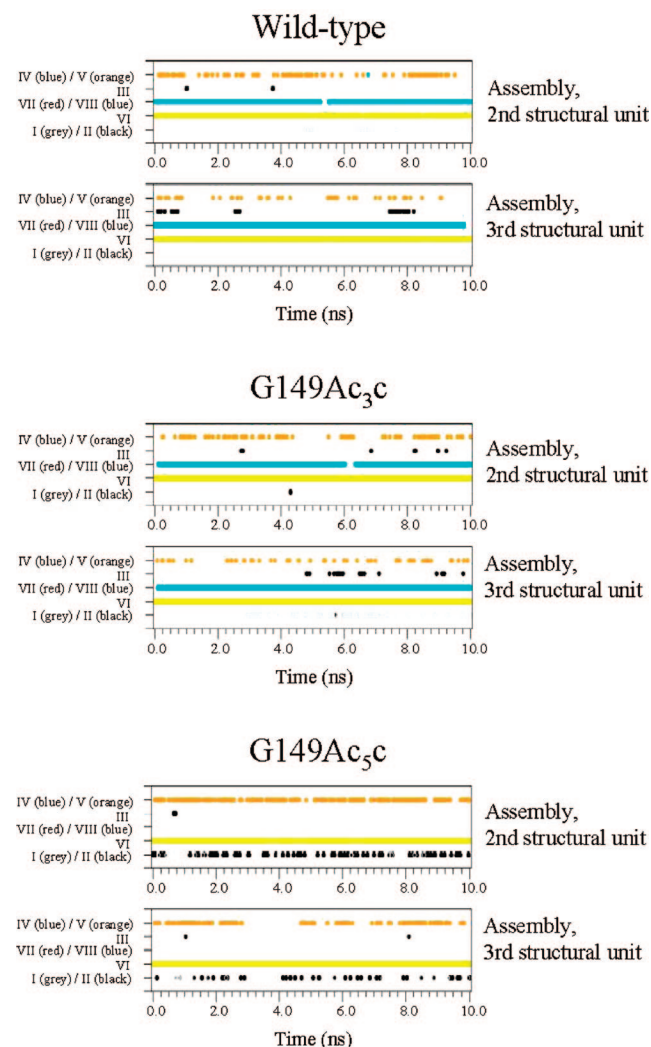 Wild-type
IV (blue) / V (orange)
III
VII (red) / VIII (blue)
VI
I (grey) / II (black)
0.0 2.0 4.0 6.0 8.0 10.0
Assembly,
2nd structural unit
IV (blue) / V (orange)
III
VII (red) / VIII (blue)
VI
I (grey) / II (black)
0.0 2.0 4.0 6.0 8.0 10.0
Assembly,
3rd structural unit
Time (ns)
G149Ac₃c
IV (blue) / V (orange)
III
VII (red) / VIII (blue)
VI
I (grey) / II (black)
0.0 2.0 4.0 6.0 8.0 10.0
Assembly,
2nd structural unit
IV (blue) / V (orange)
III
VII (red) / VIII (blue)
VI
I (grey) / II (black)
0.0 2.0 4.0 6.0 8.0 10.0
Assembly,
3rd structural unit
Time (ns)
G149Ac₅c
IV (blue) / V (orange)
III
VII (red) / VIII (blue)
VI
I (grey) / II (black)
0.0 2.0 4.0 6.0 8.0 10.0
Assembly,
2nd structural unit
IV (blue) / V (orange)
III
VII (red) / VIII (blue)
VI
I (grey) / II (black)
0.0 2.0 4.0 6.0 8.0 10.0
Assembly,
3rd structural unit
Time (ns)